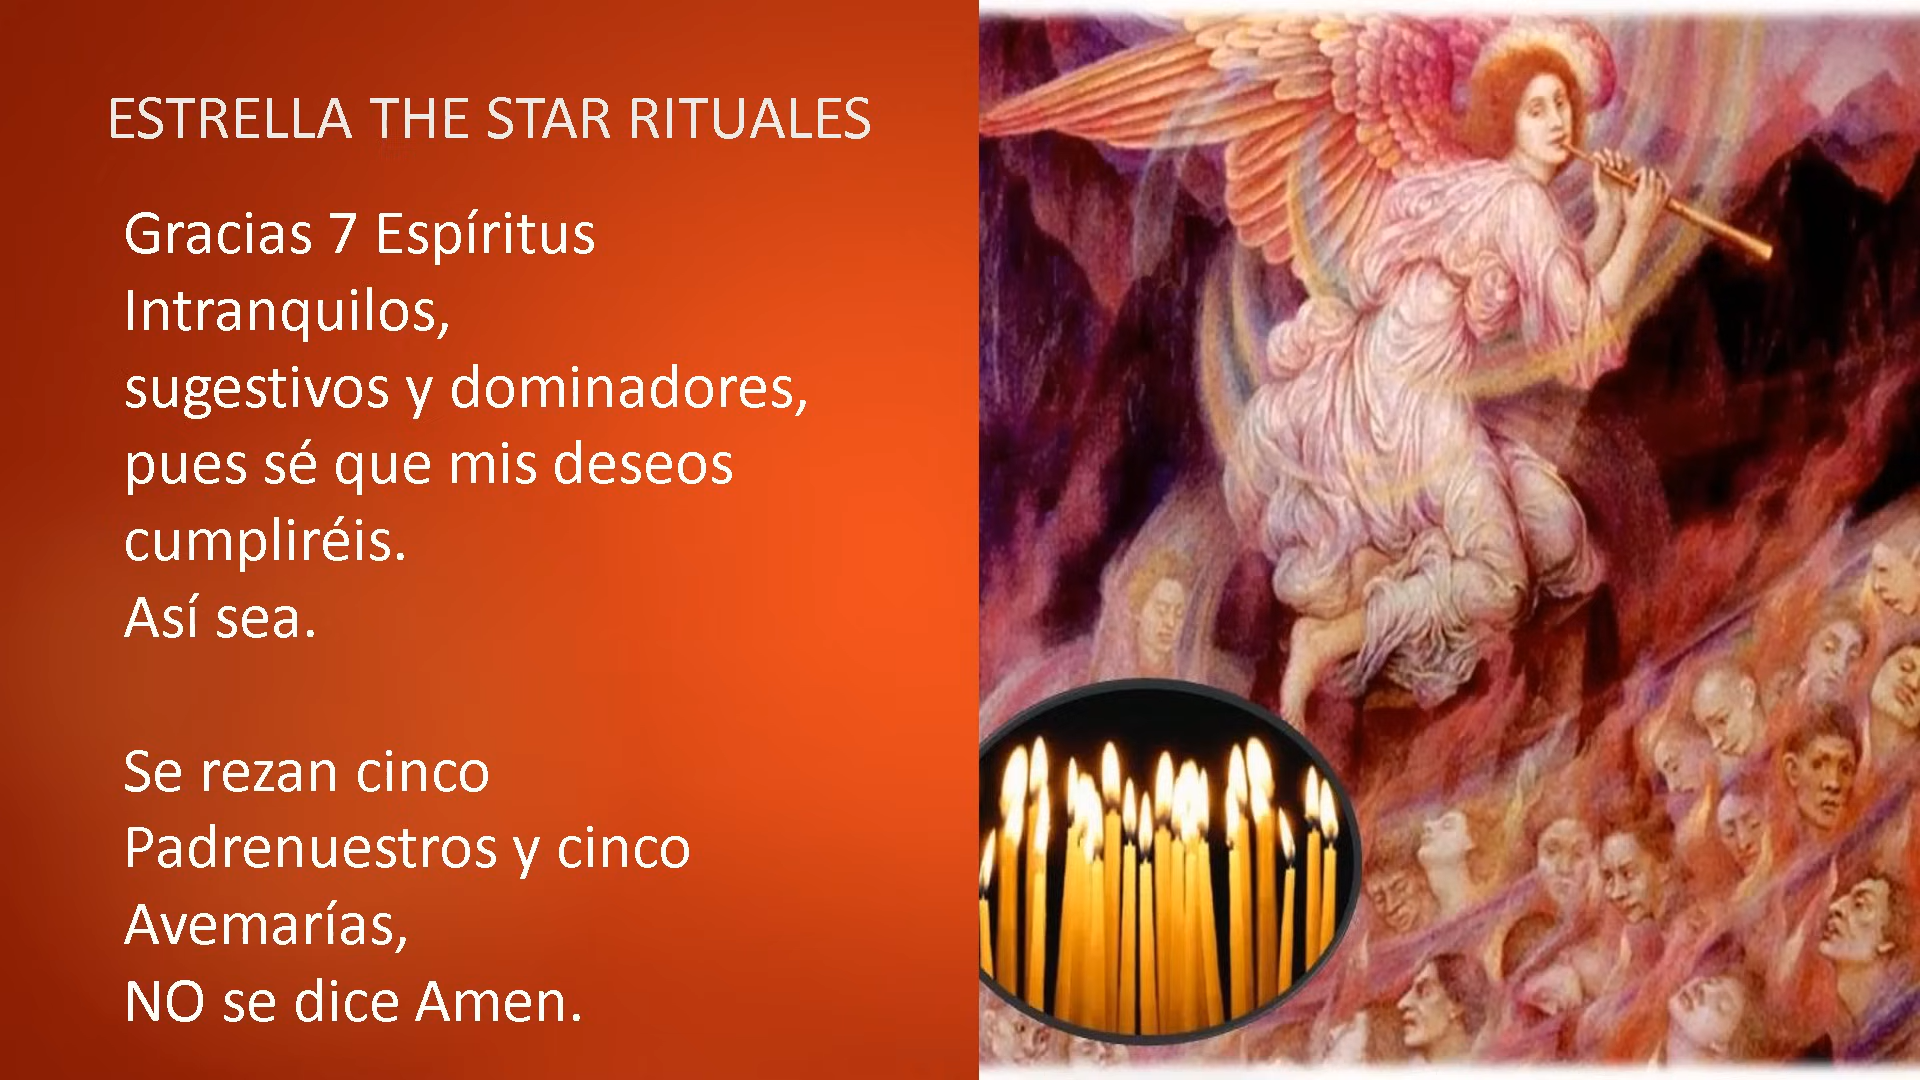 ESTRELLA THE STAR RITUALES
Gracias 7 Espíritus
Intranquilos,
sugestivos y dominadores,
pues sé que mis deseos
cumpliréis.
Así sea.
Se rezan cinco
Padrenuestros y cinco
Avemarías,
NO se dice Amen.